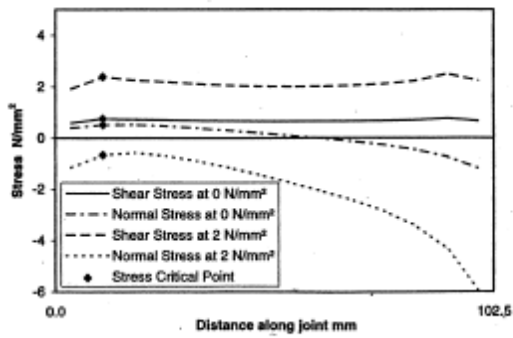 4
2
0
-2
-4
-6
Stress N/mm²
Shear Stress at 0 N/mm²
Normal Stress at 0 N/mm²
Shear Stress at 2 N/mm²
Normal Stress at 2 N/mm²
Stress Critical Point
0.0
Distance along joint mm
102.5